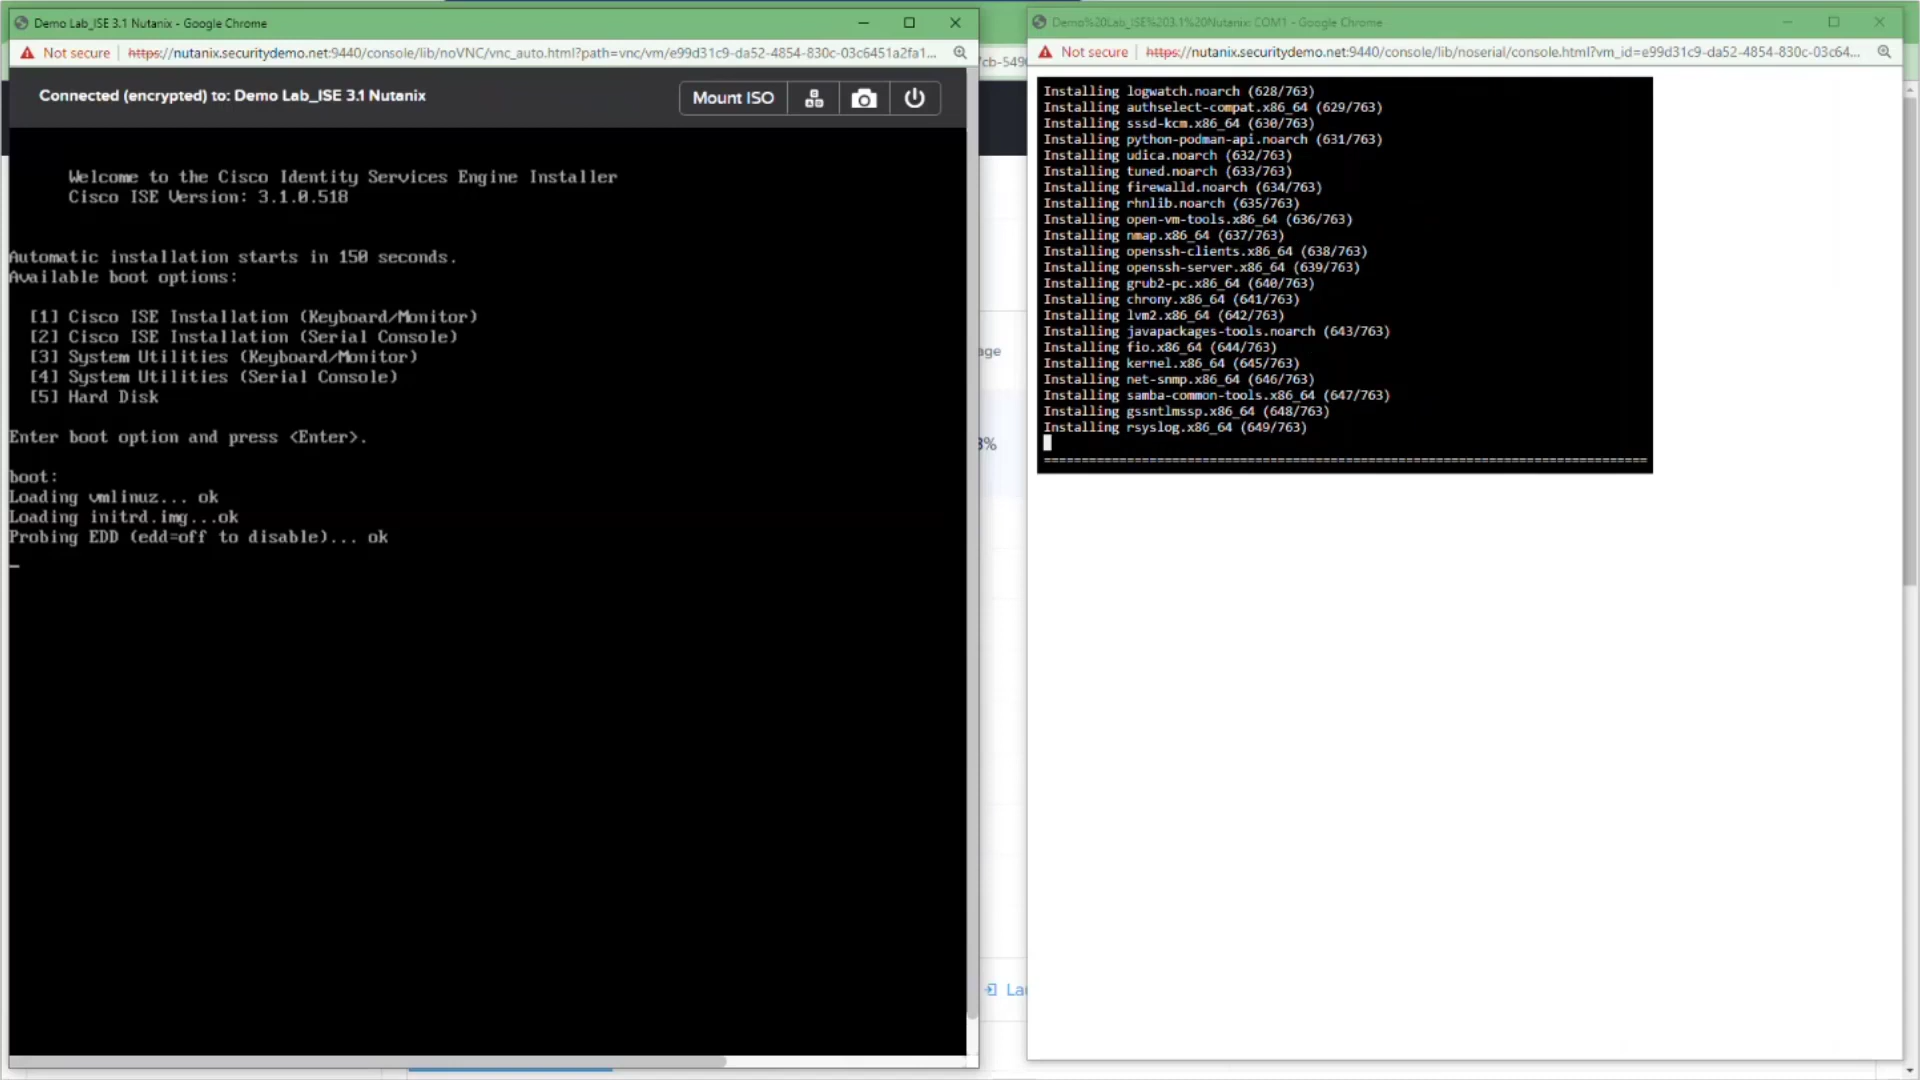 Demo Lab_ISE 3.1 Nutanix - Google Chrome
Not secure | https://nutanix.securitydemo.net:9440/console/lib/noVNC/vnc_auto.html?path=vnc/vm/e99d31c9-da52-4854-830c-03c6451a2fa1...
Connected (encrypted) to: Demo Lab_ISE 3.1 Nutanix
Mount ISO
Welcome to the Cisco Identity Services Engine Installer
Cisco ISE Version: 3.1.0.518
Automatic installation starts in 150 seconds.
Available boot options:
[1] Cisco ISE Installation (Keyboard/Monitor)
[2] Cisco ISE Installation (Serial Console)
[3] System Utilities (Keyboard/Monitor)
[4] System Utilities (Serial Console)
[5] Hard Disk
Enter boot option and press <Enter>.
boot:
Loading vmlinuz... ok
Loading initrd.img...ok
Probing EDD (edd=off to disable)... ok
age
3%
Lau
Demo%20Lab_ISE%203.1%20Nutanix: COM1 - Google Chrome
Not secure | https://nutanix.securitydemo.net:9440/console/lib/noserial/console.html?vm_id=e99d31c9-da52-4854-830c-03c64...
Installing logwatch.noarch (628/763)
Installing authselect-compat.x86_64 (629/763)
Installing sssd-kcm.x86_64 (630/763)
Installing python-podman-api.noarch (631/763)
Installing udica.noarch (632/763)
Installing tuned.noarch (633/763)
Installing firewalld.noarch (634/763)
Installing rhnlib.noarch (635/763)
Installing open-vm-tools.x86_64 (636/763)
Installing nmap.x86_64 (637/763)
Installing openssh-clients.x86_64 (638/763)
Installing openssh-server.x86_64 (639/763)
Installing grub2-pc.x86_64 (640/763)
Installing chrony.x86_64 (641/763)
Installing lvm2.x86_64 (642/763)
Installing javapackages-tools.noarch (643/763)
Installing fio.x86_64 (644/763)
Installing kernel.x86_64 (645/763)
Installing net-snmp.x86_64 (646/763)
Installing samba-common-tools.x86_64 (647/763)
Installing gssntlmssp.x86_64 (648/763)
Installing rsyslog.x86_64 (649/763)
================================================================================